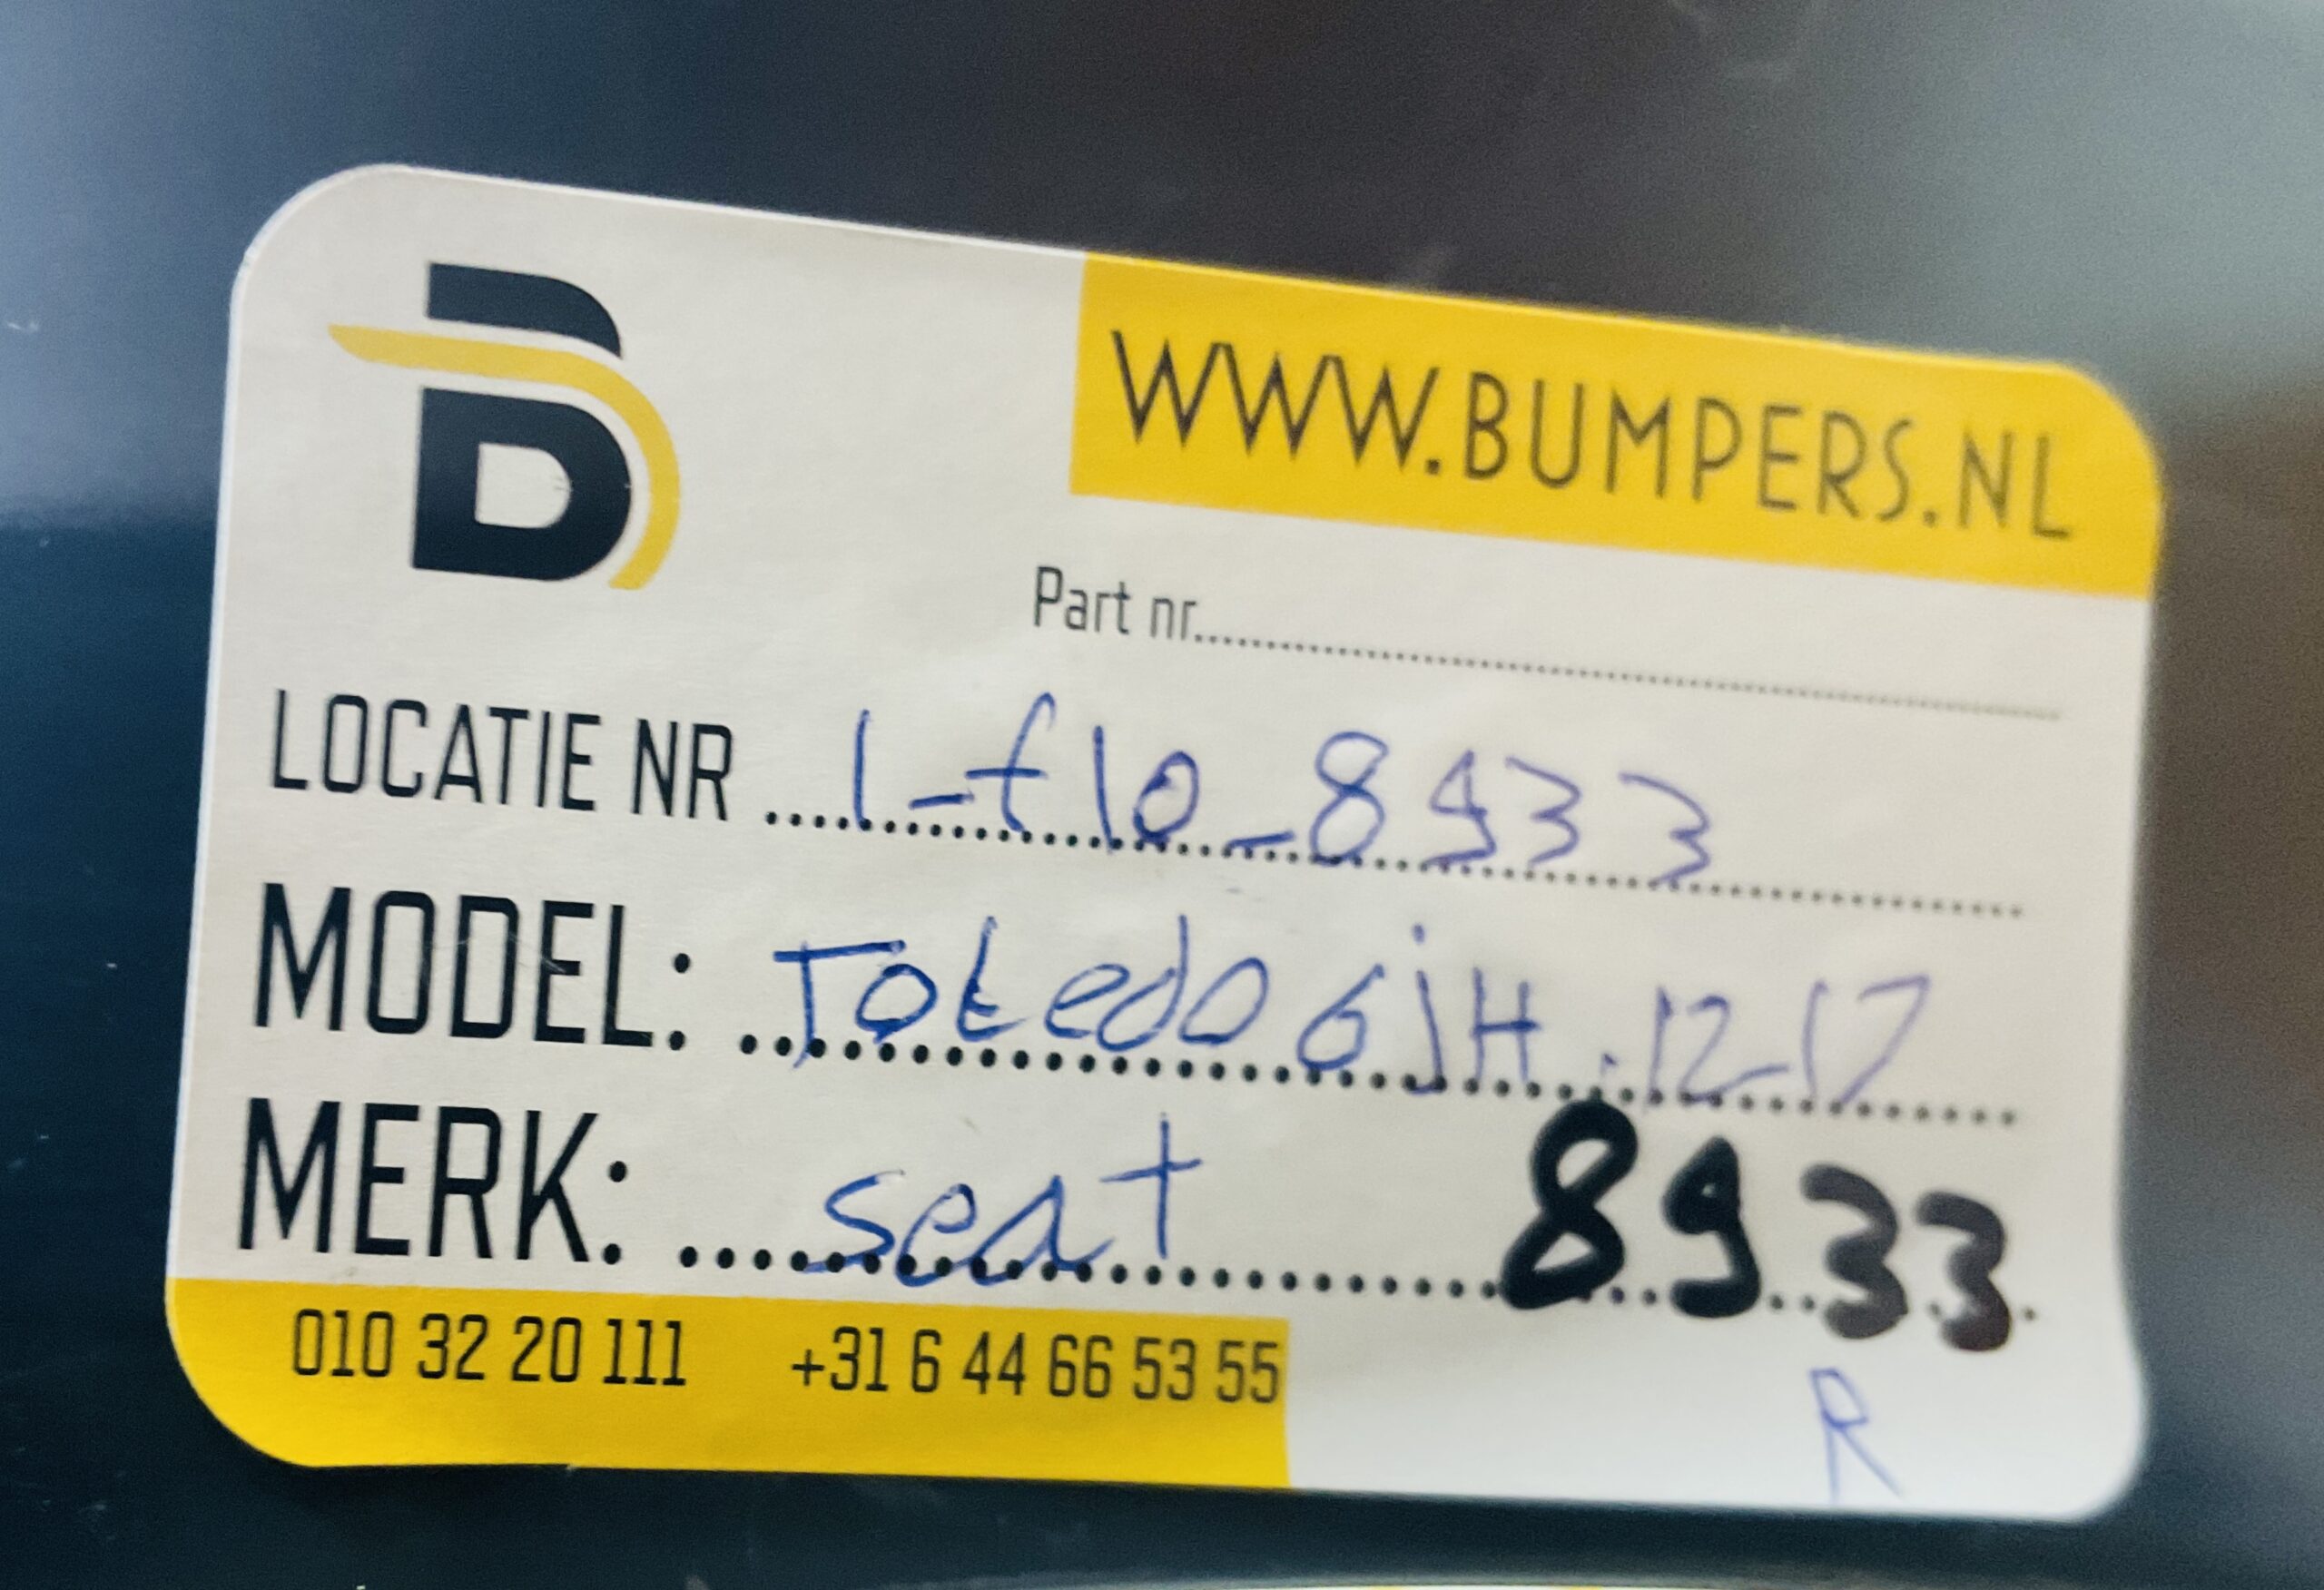 B
WWW.BUMPERS.NL
Part nr..............................
LOCATIE NR ... 1-f10_8933
MODEL: ... Toledo 6jH . 12-17
MERK: ... seat 8933
010 32 20 111 +31 6 44 66 53 55
R